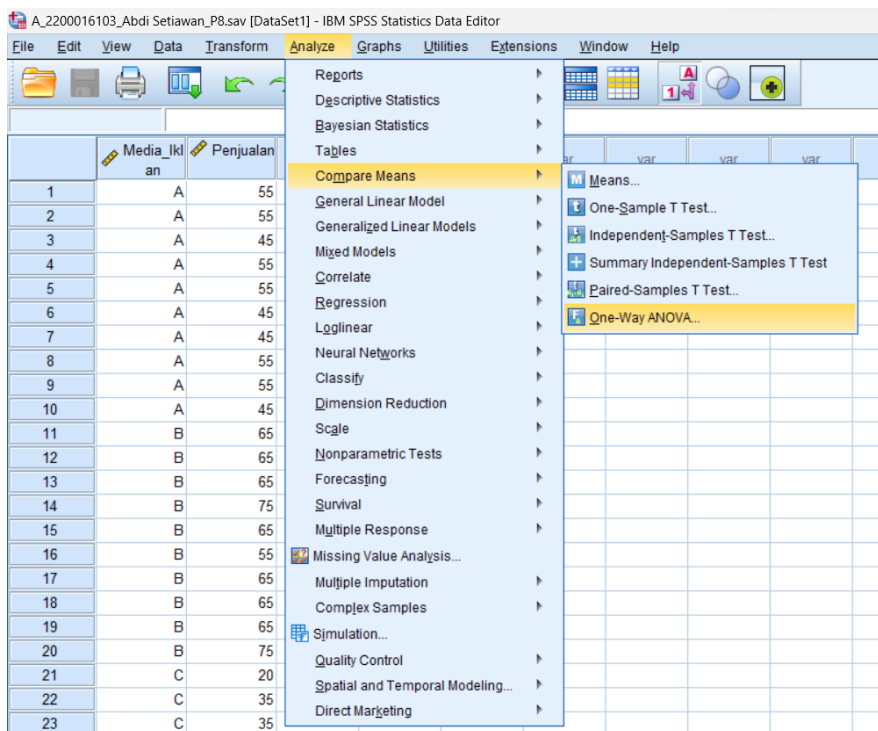 A_2200016103_Abdi Setiawan_P8.sav [DataSet1] - IBM SPSS Statistics Data Editor
File Edit View Data Transform Analyze Graphs Utilities Extensions Window Help
Reports
Descriptive Statistics
Bayesian Statistics
Tables
Compare Means
General Linear Model
Generalized Linear Models
Mixed Models
Correlate
Regression
Loglinear
Neural Networks
Classify
Dimension Reduction
Scale
Nonparametric Tests
Forecasting
Survival
Multiple Response
Missing Value Analysis...
Multiple Imputation
Complex Samples
Simulation...
Quality Control
Spatial and Temporal Modeling...
Direct Marketing
Means...
One-Sample T Test...
Independent-Samples T Test...
Summary Independent-Samples T Test
Paired-Samples T Test...
One-Way ANOVA...
A
1
Media_Ikl
an
Penjualan
var var var
1 A 55
2 A 55
3 A 45
4 A 55
5 A 55
6 A 45
7 A 45
8 A 55
9 A 55
10 A 45
11 B 65
12 B 65
13 B 65
14 B 75
15 B 65
16 B 55
17 B 65
18 B 65
19 B 65
20 B 75
21 C 20
22 C 35
23 C 35